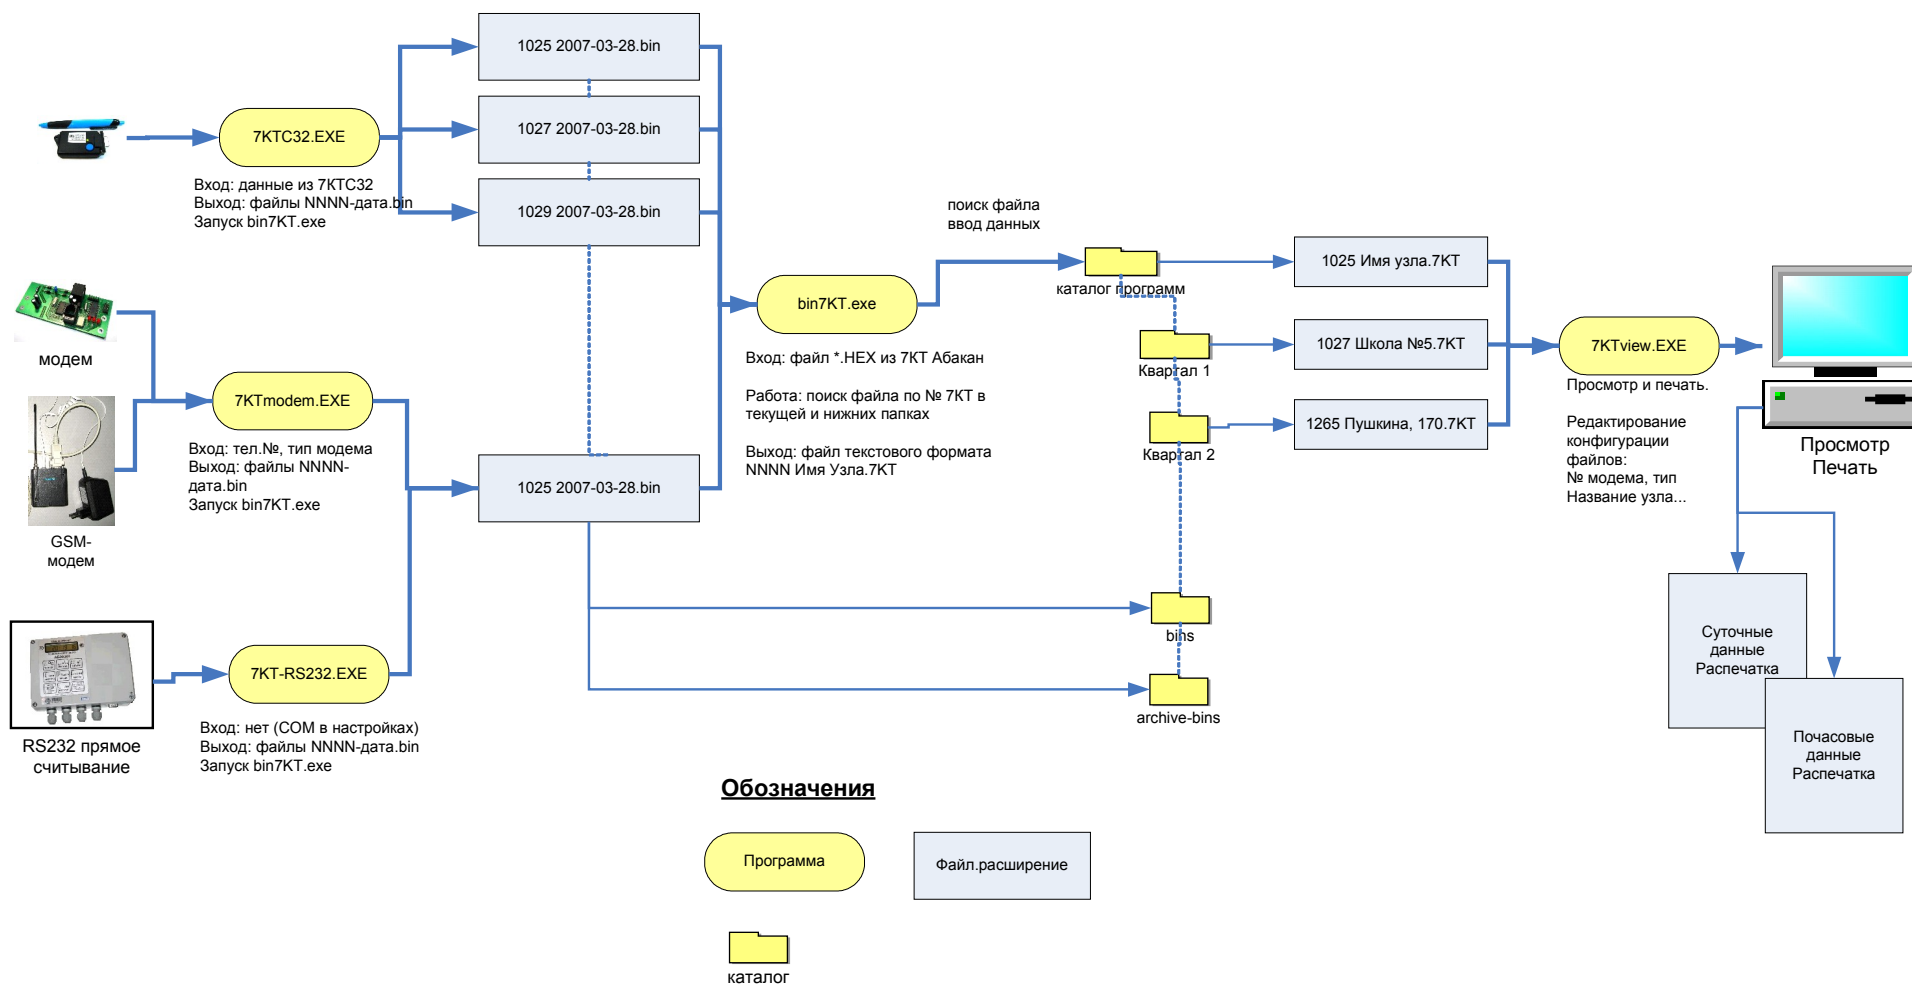 1025 2007-03-28.bin
1027 2007-03-28.bin
1029 2007-03-28.bin
7KTC32.EXE
Вход: данные из 7КТС32
Выход: файлы NNNN-дата.bin
Запуск bin7KT.exe
модем
GSM-
модем
7KTmodem.EXE
Вход: тел.№, тип модема
Выход: файлы NNNN-
дата.bin
Запуск bin7KT.exe
1025 2007-03-28.bin
RS232 прямое
считывание
7KT-RS232.EXE
Вход: нет (COM в настройках)
Выход: файлы NNNN-дата.bin
Запуск bin7KT.exe
bin7KT.exe
Вход: файл *.HEX из 7КТ Абакан
Работа: поиск файла по № 7КТ в
текущей и нижних папках
Выход: файл текстового формата
NNNN Имя Узла.7КТ
поиск файла
ввод данных
каталог программ
Квартал 1
Квартал 2
bins
archive-bins
1025 Имя узла.7KT
1027 Школа №5.7KT
1265 Пушкина, 170.7KT
7KTview.EXE
Просмотр и печать.
Редактирование
конфигурации
файлов:
№ модема, тип
Название узла...
Просмотр
Печать
Суточные
данные
Распечатка
Почасовые
данные
Распечатка
Обозначения
Программа
Файл.расширение
каталог